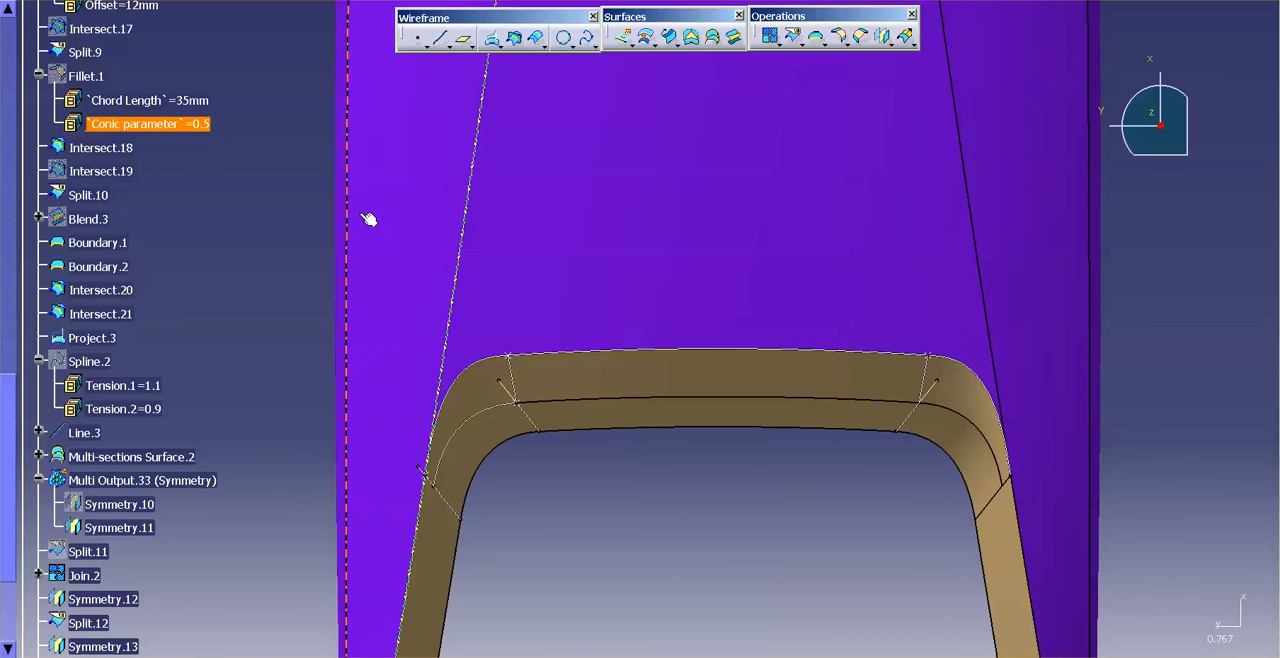 Offset=12mm
Intersect.17
Split.9
Fillet.1
`Chord Length`=35mm
`Conic parameter`=0.5
Intersect.18
Intersect.19
Split.10
Blend.3
Boundary.1
Boundary.2
Intersect.20
Intersect.21
Project.3
Spline.2
Tension.1=1.1
Tension.2=0.9
Line.3
Multi-sections Surface.2
Multi Output.33 (Symmetry)
Symmetry.10
Symmetry.11
Split.11
Join.2
Symmetry.12
Split.12
Symmetry.13
Wireframe
Surfaces
Operations
x
y
z
x
y
0.767